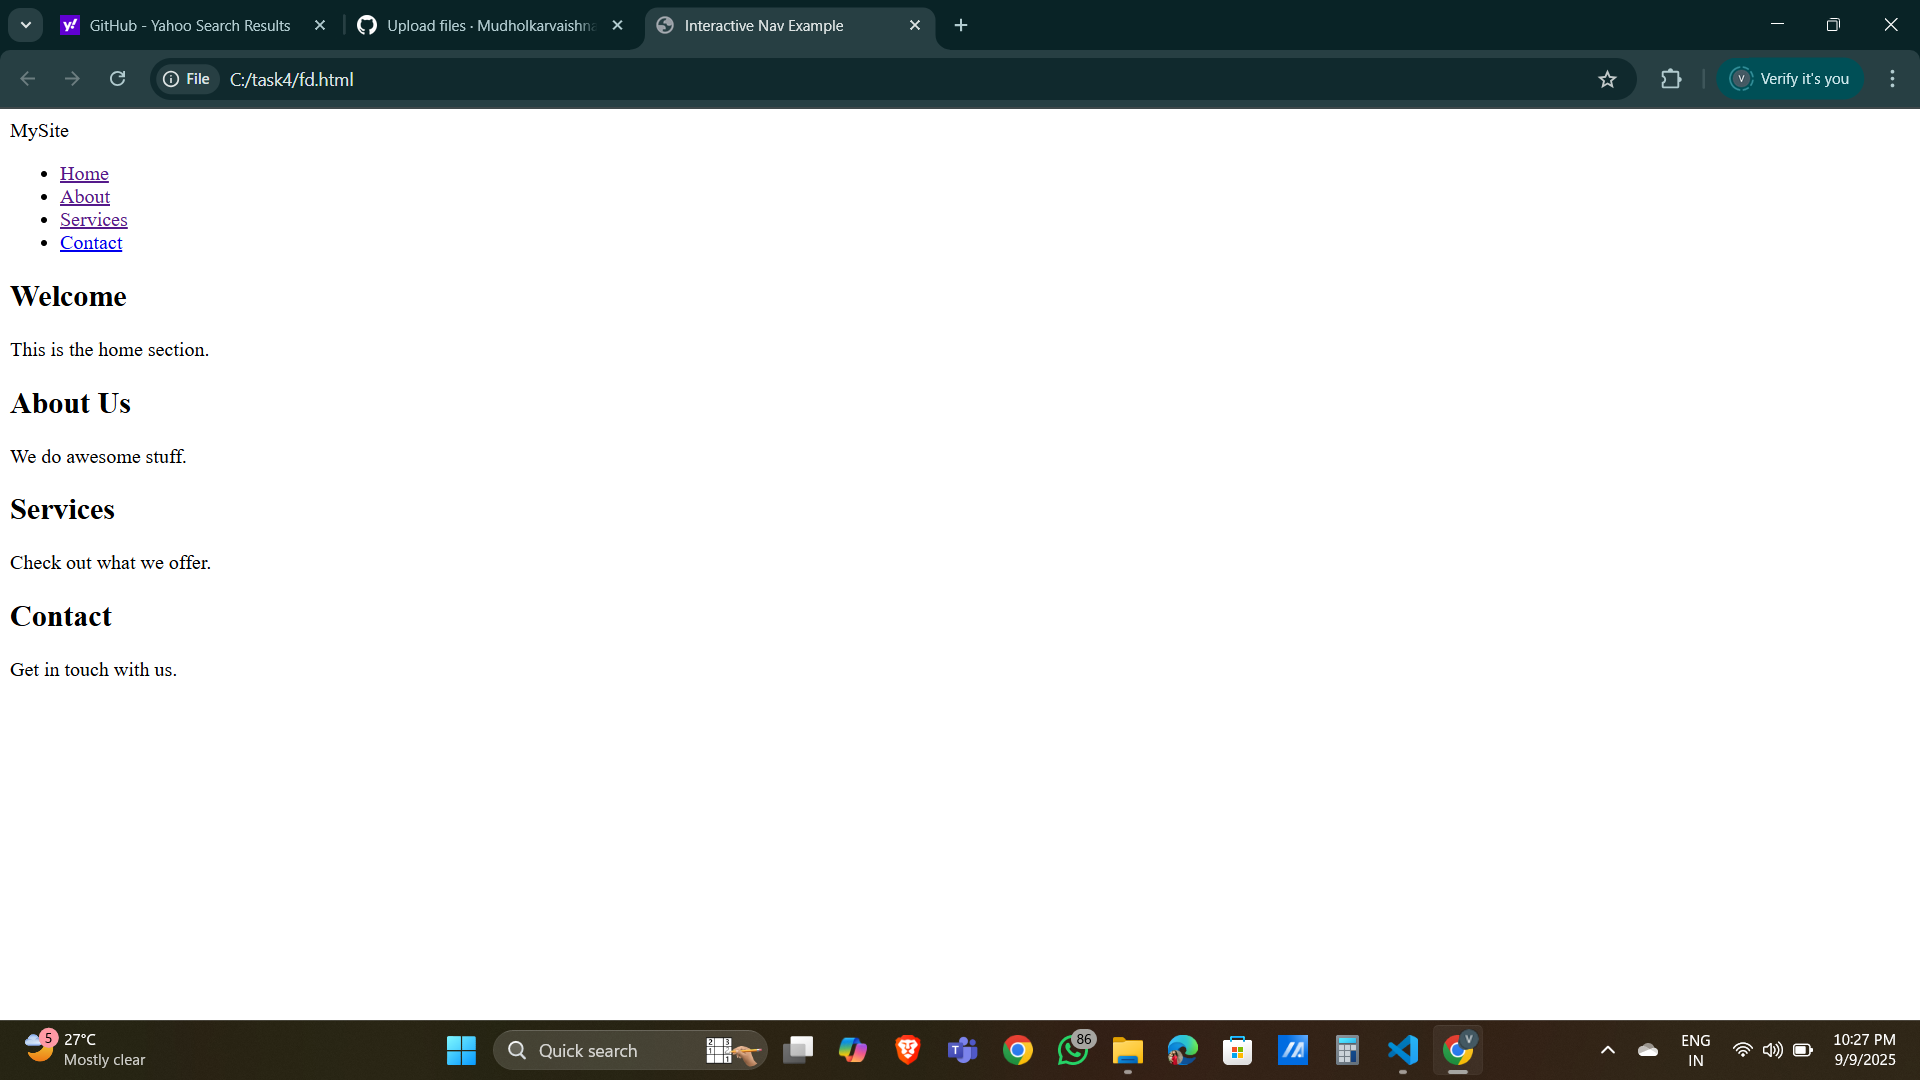 GitHub - Yahoo Search Results
Upload files · Mudholkarvaishna
Interactive Nav Example
File
C:/task4/fd.html
V
Verify it's you
MySite
Home
About
Services
Contact
Welcome
This is the home section.
About Us
We do awesome stuff.
Services
Check out what we offer.
Contact
Get in touch with us.
5
27°C
Mostly clear
Quick search
86
V
ENG
IN
10:27 PM
9/9/2025